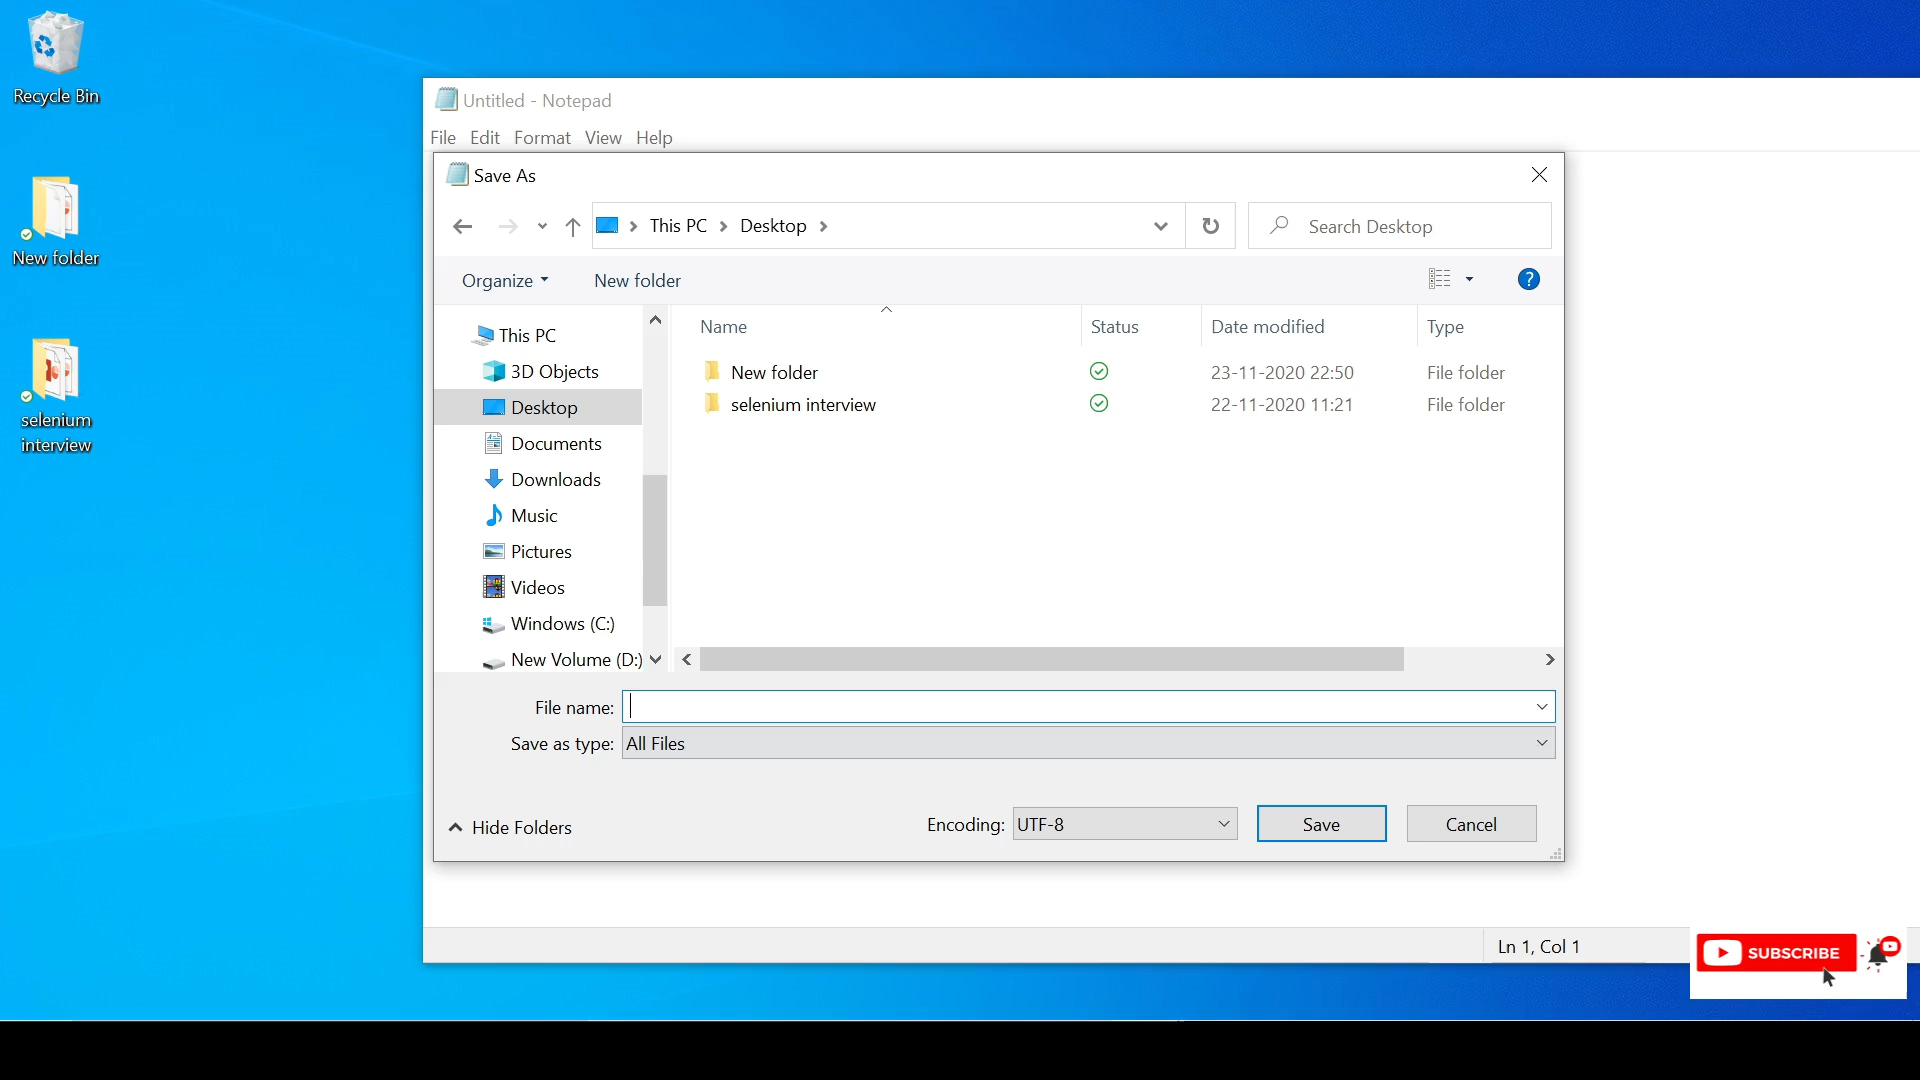 Recycle Bin
New folder
selenium
interview
Untitled - Notepad
File Edit Format View Help
Save As
This PC Desktop
Search Desktop
Organize New folder
?
This PC
3D Objects
Desktop
Documents
Downloads
Music
Pictures
Videos
Windows (C:)
New Volume (D:)
Name Status Date modified Type
New folder 23-11-2020 22:50 File folder
selenium interview 22-11-2020 11:21 File folder
File name:
Save as type: All Files
Hide Folders
Encoding: UTF-8 Save Cancel
Ln 1, Col 1
SUBSCRIBE